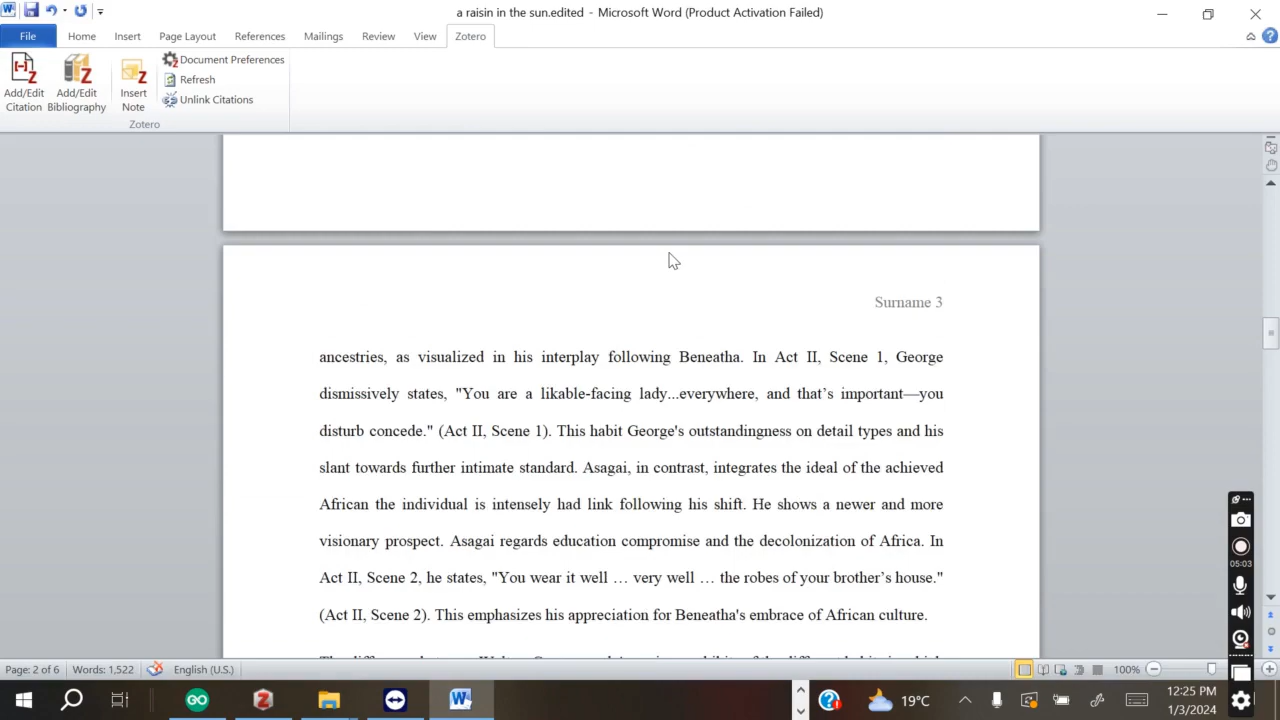 a raisin in the sun.edited - Microsoft Word (Product Activation Failed)
File Home Insert Page Layout References Mailings Review View Zotero
Add/Edit Citation
Add/Edit Bibliography
Insert Note
Document Preferences
Refresh
Unlink Citations
Zotero
Surname 3
ancestries, as visualized in his interplay following Beneatha. In Act II, Scene 1, George
dismissively states, "You are a likable-facing lady...everywhere, and that’s important—you
disturb concede." (Act II, Scene 1). This habit George's outstandingness on detail types and his
slant towards further intimate standard. Asagai, in contrast, integrates the ideal of the achieved
African the individual is intensely had link following his shift. He shows a newer and more
visionary prospect. Asagai regards education compromise and the decolonization of Africa. In
Act II, Scene 2, he states, "You wear it well … very well … the robes of your brother’s house."
(Act II, Scene 2). This emphasizes his appreciation for Beneatha's embrace of African culture.
05:03
Page: 2 of 6 Words: 1,522 English (U.S.) 100%
19°C
12:25 PM
1/3/2024